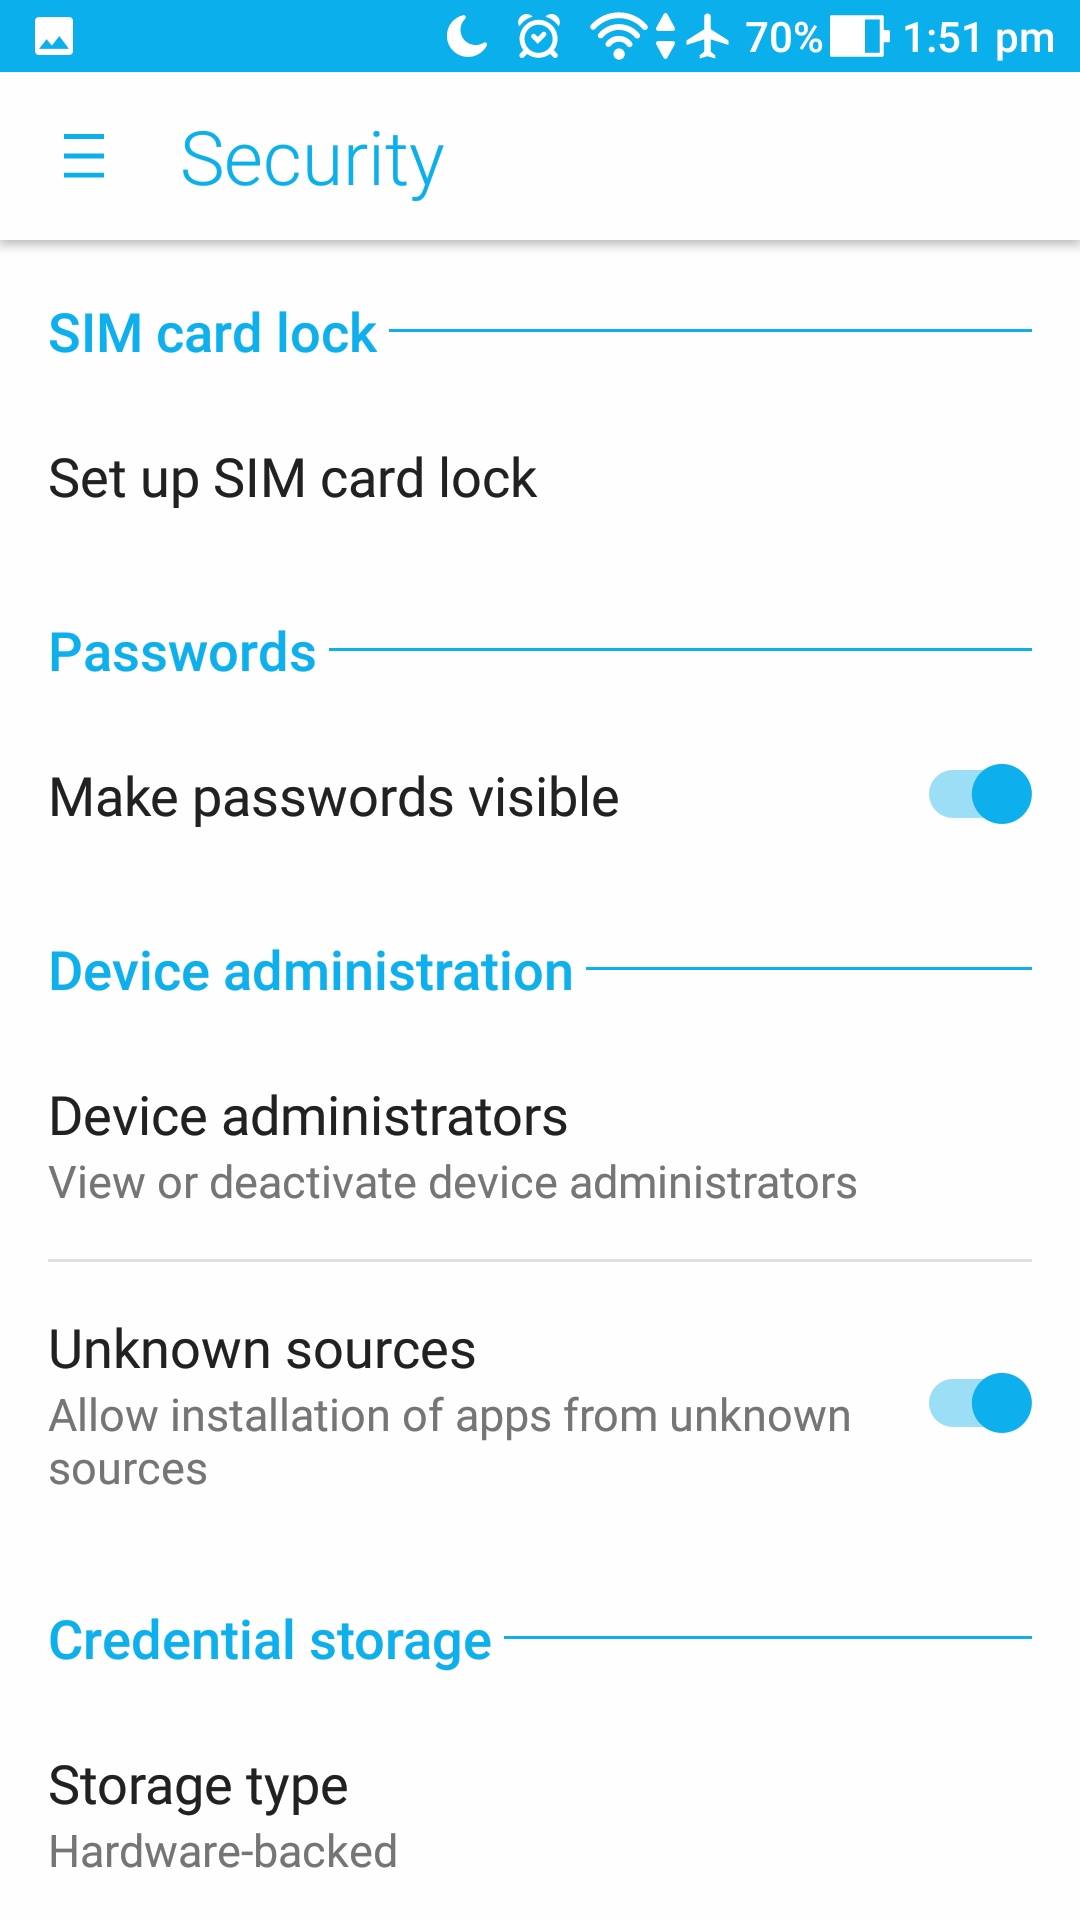 70% 1:51 pm
Security
SIM card lock
Set up SIM card lock
Passwords
Make passwords visible
Device administration
Device administrators
View or deactivate device administrators
Unknown sources
Allow installation of apps from unknown
sources
Credential storage
Storage type
Hardware-backed